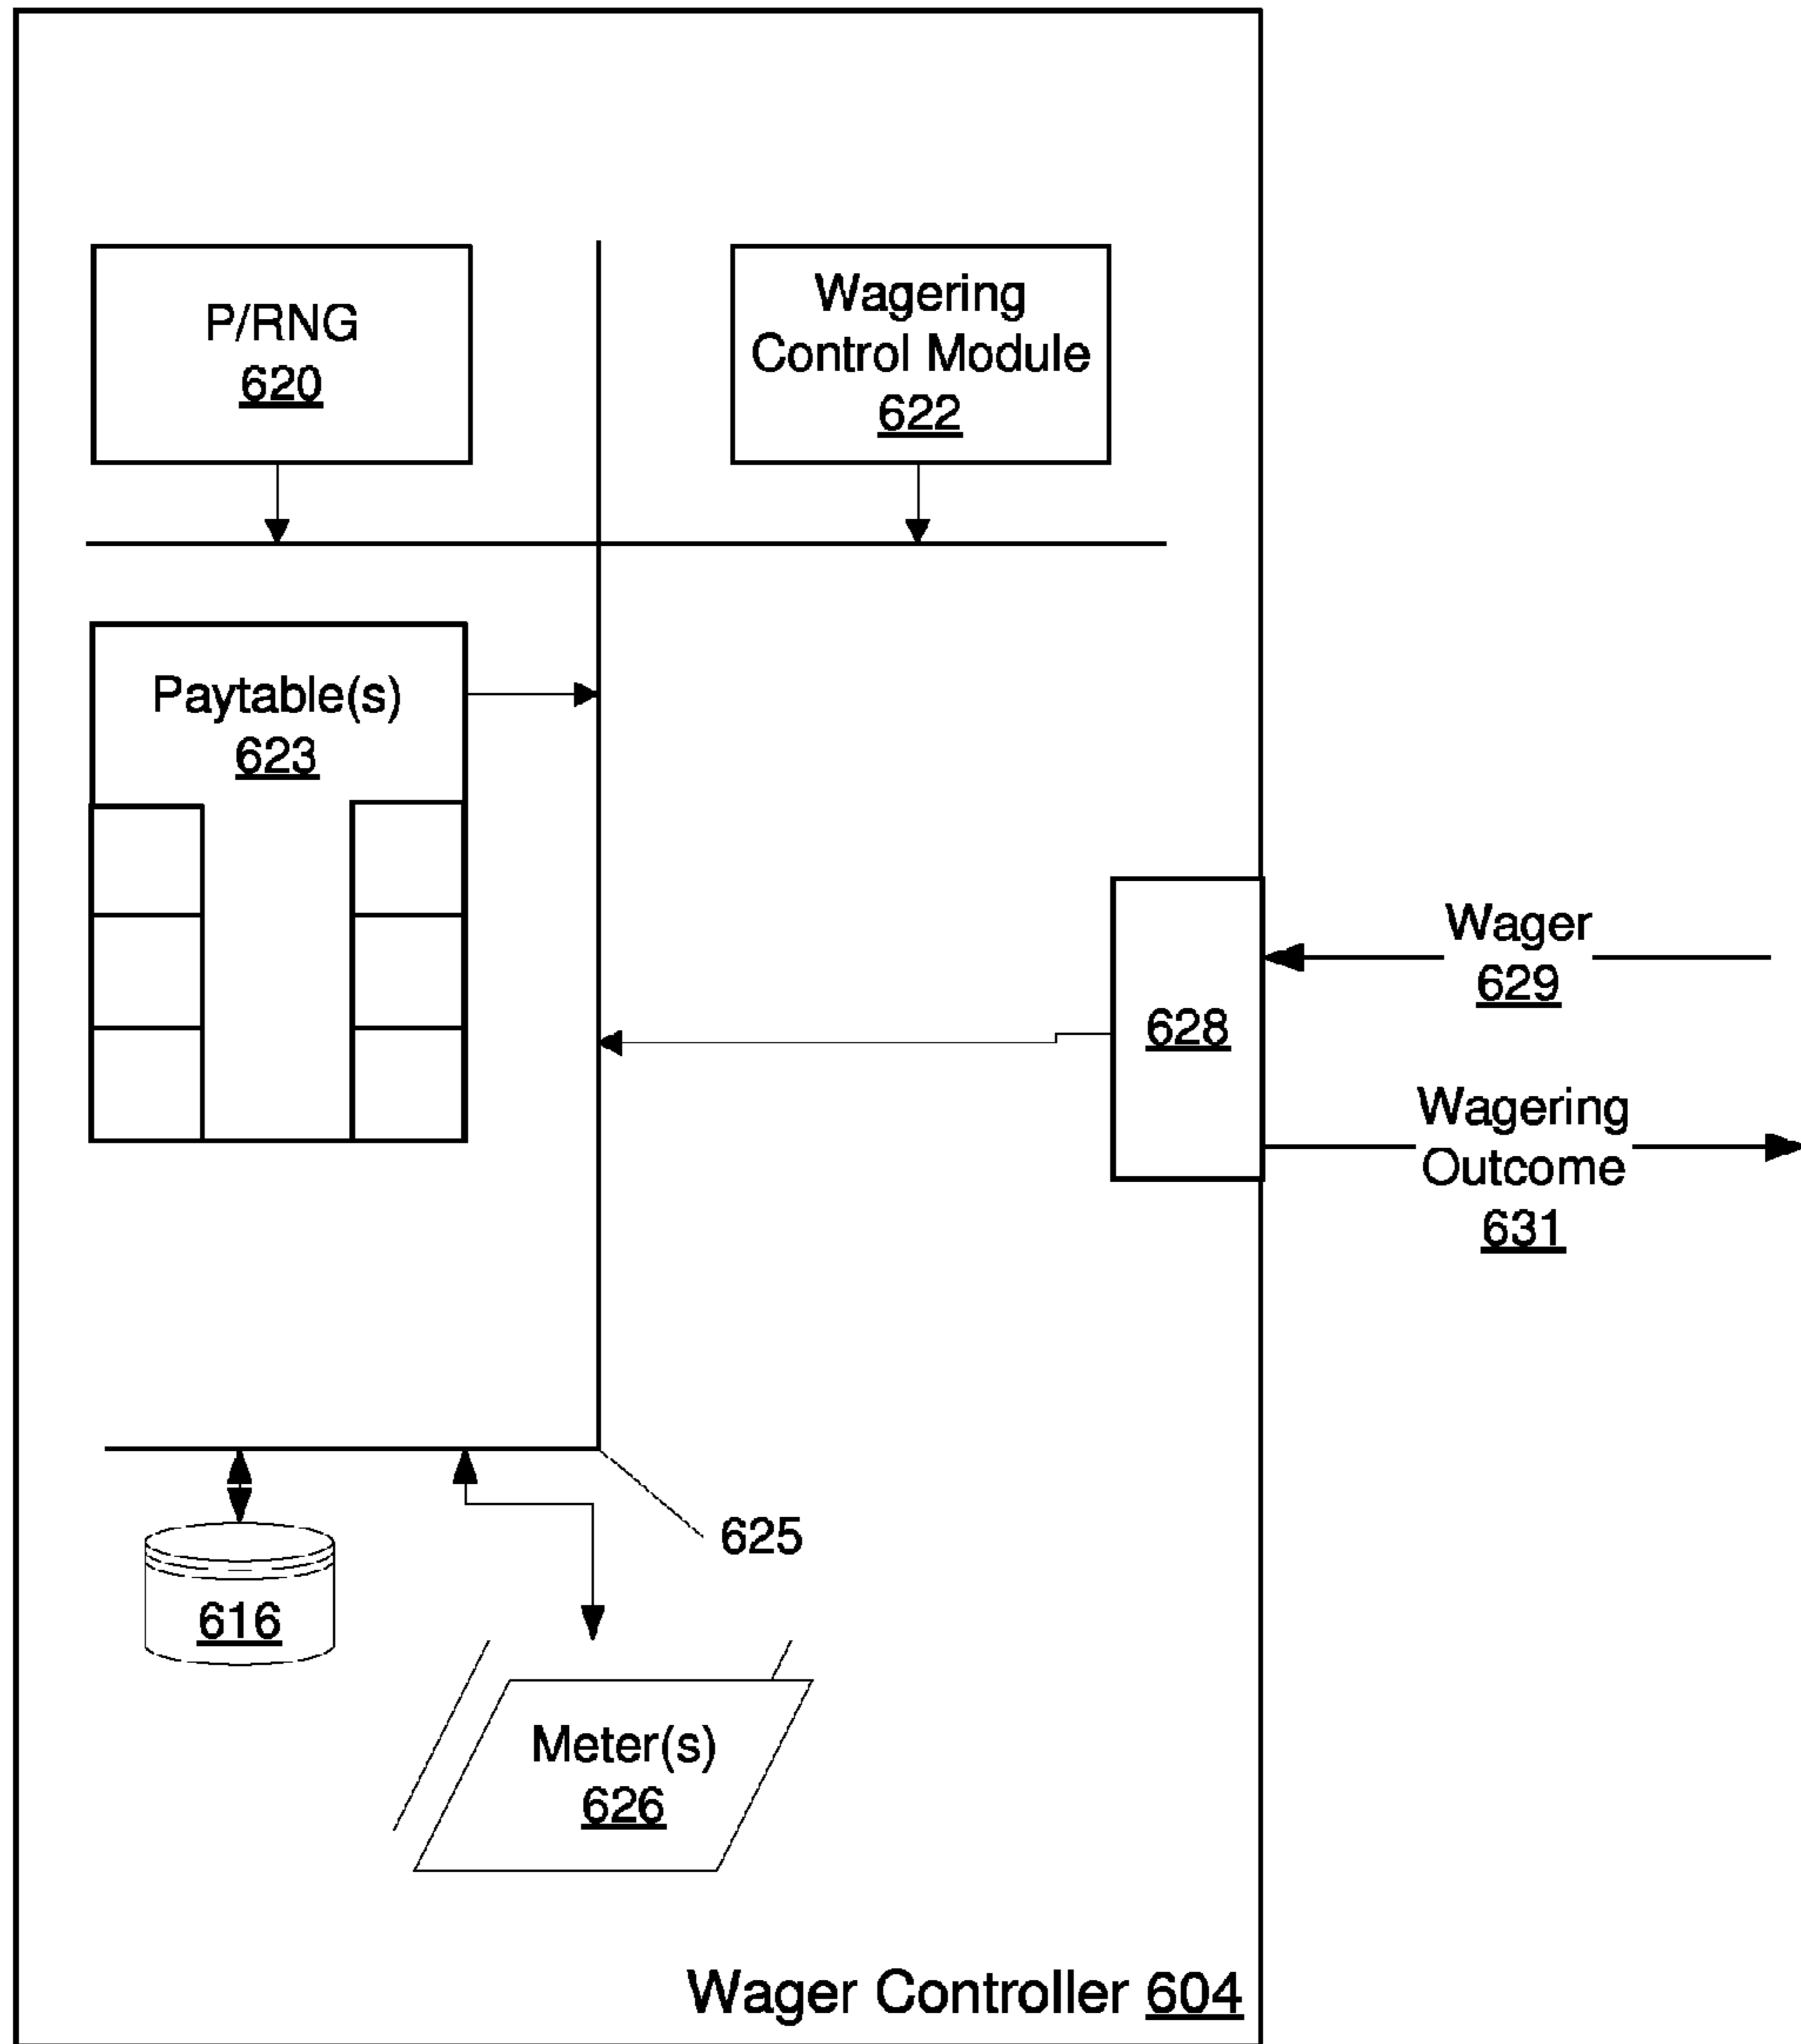 P/RNG
620
Wagering
Control Module
622
Paytable(s)
623
Wager
629
628
Wagering
Outcome
631
625
616
Meter(s)
626
Wager Controller 604